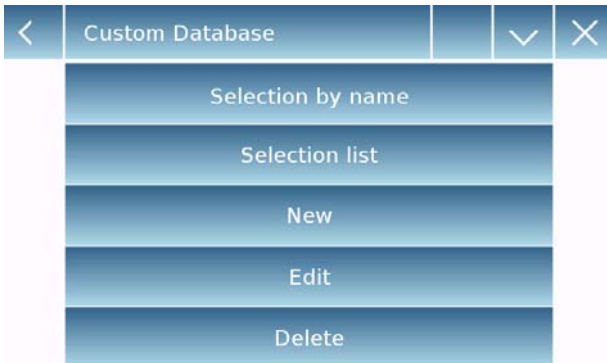 Custom Database
Selection by name
Selection list
New
Edit
Delete